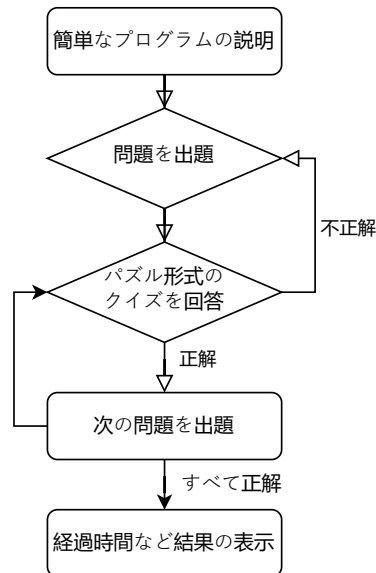 簡単なプログラムの説明
問題を出題
不正解
パズル形式の
クイズを回答
正解
次の問題を出題
すべて正解
経過時間など結果の表示